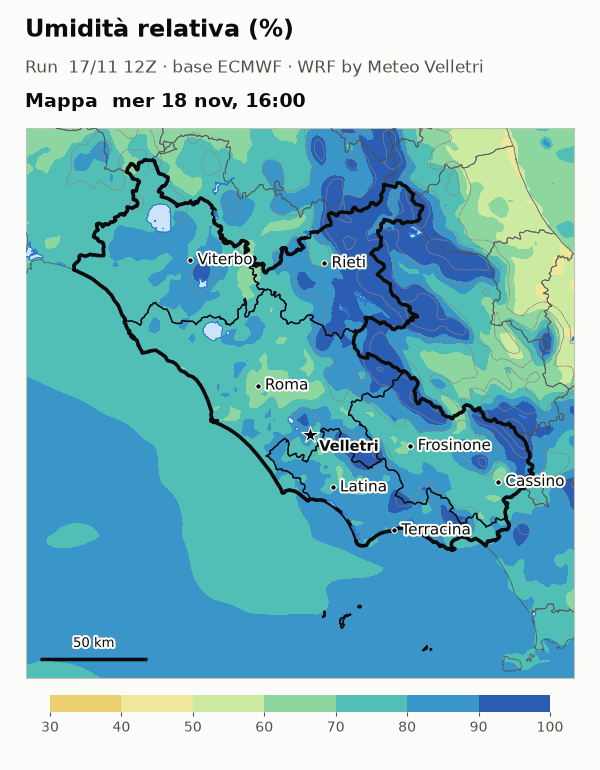 Umidità relativa (%)
Run 17/11 12Z · base ECMWF · WRF by Meteo Velletri
Mappa mer 18 nov, 16:00
Viterbo
Rieti
Roma
Velletri
Frosinone
Latina
Cassino
Terracina
50 km
30 40 50 60 70 80 90 100